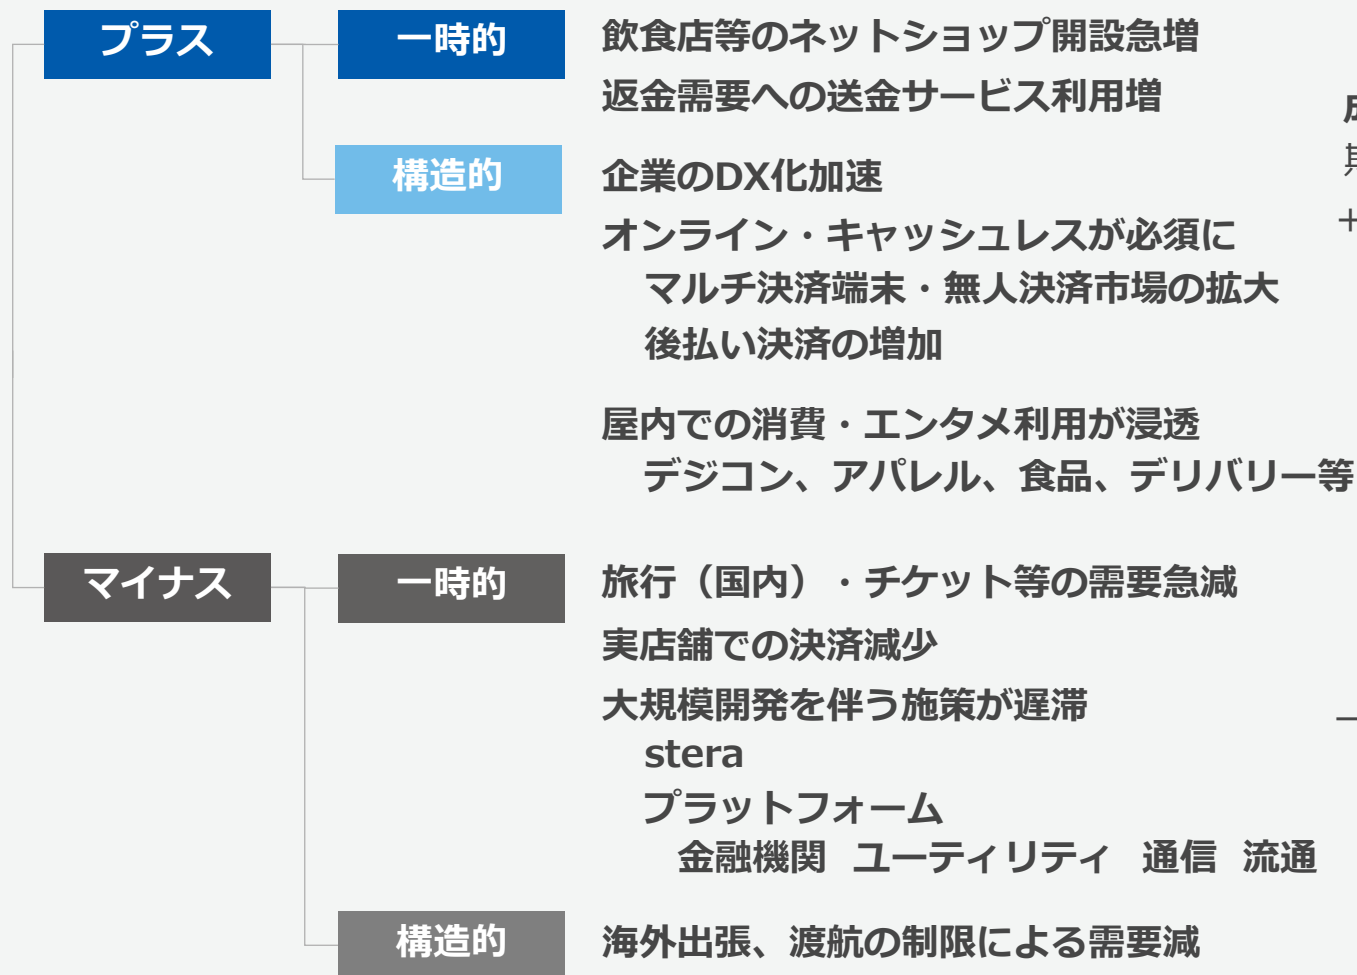 プラス
一時的
飲食店等のネットショップ開設急増
返金需要への送金サービス利用増
構造的
企業のDX化加速
オンライン・キャッシュレスが必須に
マルチ決済端末・無人決済市場の拡大
後払い決済の増加
屋内での消費・エンタメ利用が浸透
デジコン、アパレル、食品、デリバリー等
マイナス
一時的
旅行（国内）・チケット等の需要急減
実店舗での決済減少
大規模開発を伴う施策が遅滞
stera
プラットフォーム
金融機関 ユーティリティ 通信 流通
構造的
海外出張、渡航の制限による需要減